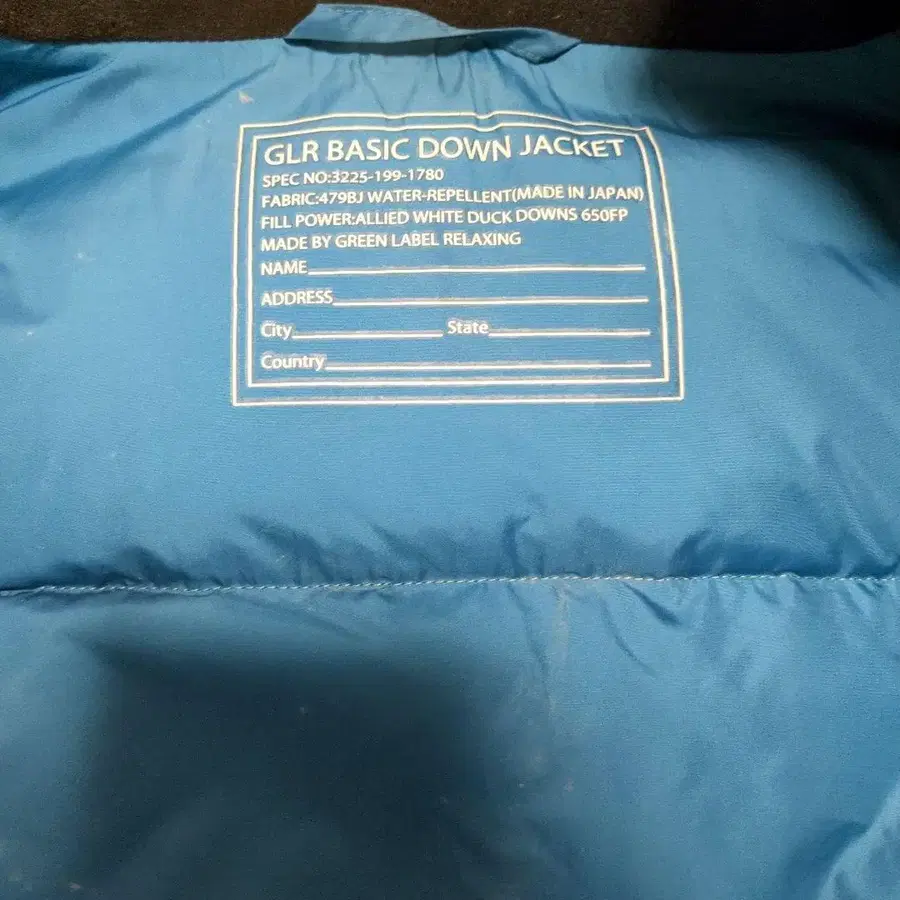 GLR BASIC DOWN JACKET
SPEC NO:3225-199-1780
FABRIC:479BJ WATER-REPELLENT(MADE IN JAPAN)
FILL POWER:ALLIED WHITE DUCK DOWNS 650FP
MADE BY GREEN LABEL RELAXING
NAME
ADDRESS
City State
Country